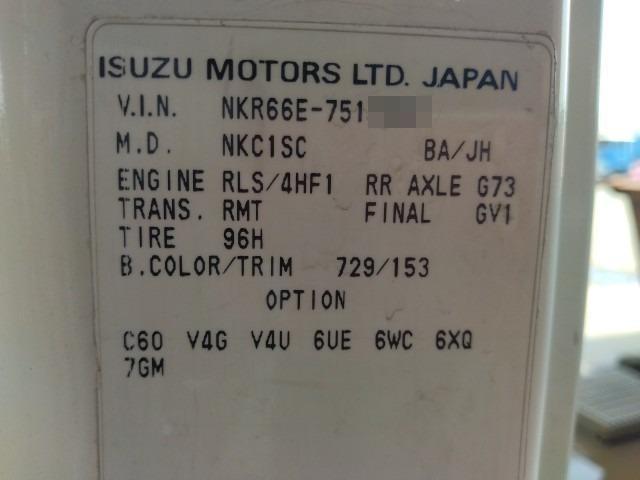 ISUZU MOTORS LTD. JAPAN
V.I.N. NKR66E-751
M.D. NKC1SC BA/JH
ENGINE RLS/4HF1 RR AXLE G73
TRANS. RMT FINAL GV1
TIRE 96H
B.COLOR/TRIM 729/153
OPTION
C60 V4G V4U 6UE 6WC 6XQ
7GM